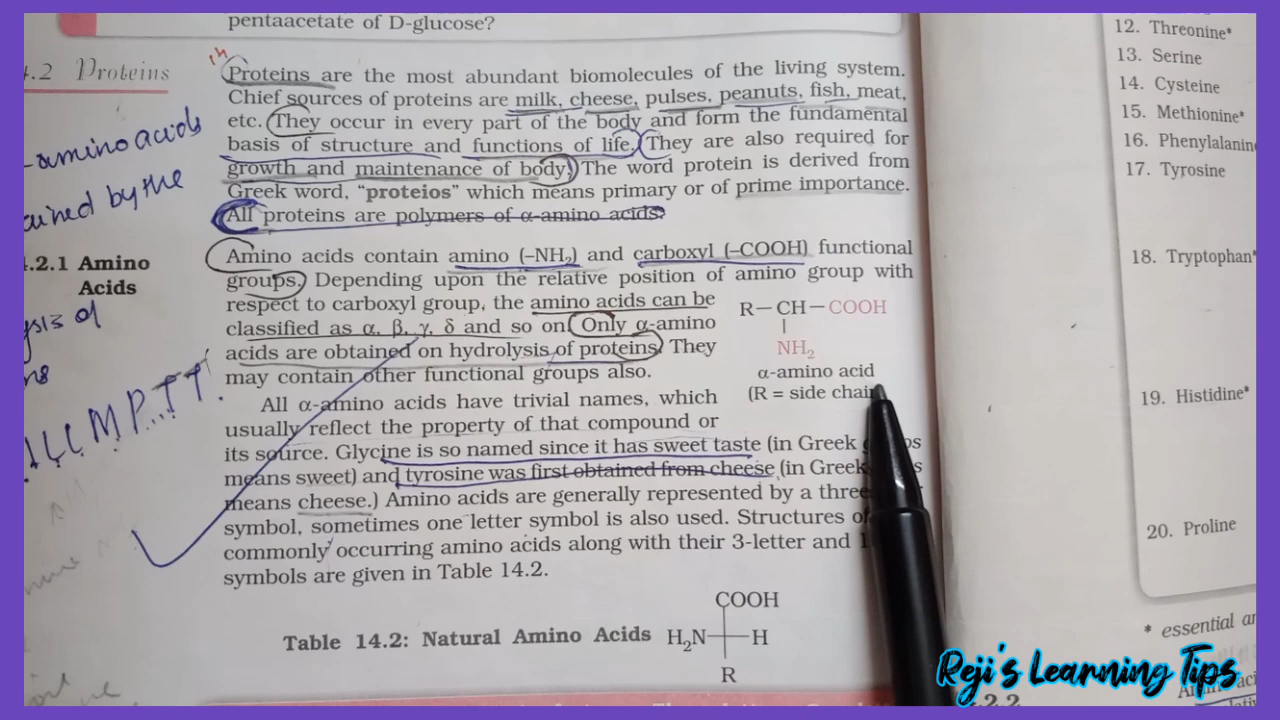 pentaacetate of D-glucose?
.2 Proteins
Proteins are the most abundant biomolecules of the living system.
Chief sources of proteins are milk, cheese, pulses, peanuts, fish, meat,
etc. They occur in every part of the body and form the fundamental
basis of structure and functions of life. They are also required for
growth and maintenance of body. The word protein is derived from
Greek word, “proteios” which means primary or of prime importance.
All proteins are polymers of α-amino acids.
-amino acids
by the
.2.1 Amino
Acids
of
Amino acids contain amino (–NH2) and carboxyl (–COOH) functional
groups. Depending upon the relative position of amino group with
respect to carboxyl group, the amino acids can be
classified as α, β, γ, δ and so on. Only α-amino
acids are obtained on hydrolysis of proteins. They
may contain other functional groups also.
R—CH—COOH
NH2
α-amino acid
(R = side chain
All α-amino acids have trivial names, which
usually reflect the property of that compound or
its source. Glycine is so named since it has sweet taste (in Greek
means sweet) and tyrosine was first obtained from cheese (in Greek
means cheese.) Amino acids are generally represented by a three
symbol, sometimes one letter symbol is also used. Structures
commonly occurring amino acids along with their 3-letter and
symbols are given in Table 14.2.
COOH
Table 14.2: Natural Amino Acids H2N H
R
12. Threonine*
13. Serine
14. Cysteine
15. Methionine*
16. 
17. Tyrosine
18. Tryptophan*
19. Histidine*
20. Proline
* essential
Reji's Learning Tips